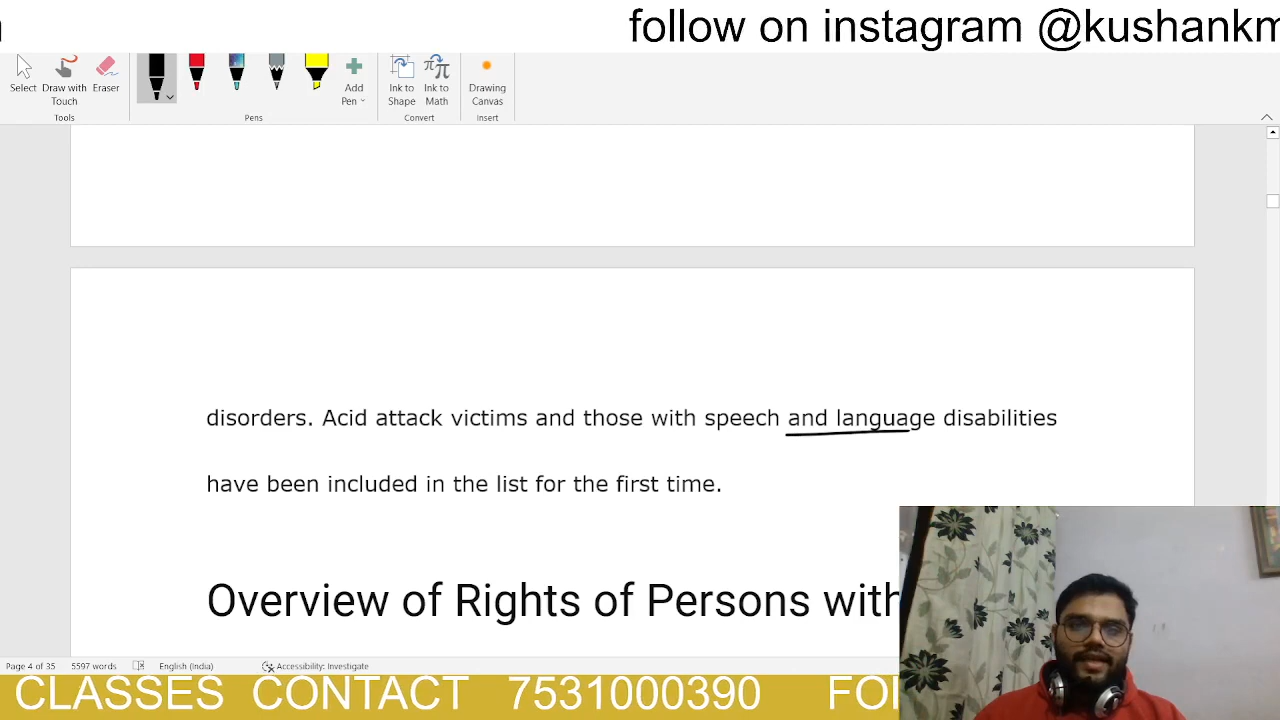 follow on instagram @kushankm
Select
Draw with Touch
Eraser
Add Pen
Ink to Shape
Ink to Math
Drawing Canvas
Tools
Pens
Convert
Insert
disorders. Acid attack victims and those with speech and language disabilities
have been included in the list for the first time.
Overview of Rights of Persons with
Page 4 of 35
5597 words
English (India)
Accessibility: Investigate
CLASSES CONTACT 7531000390 FO